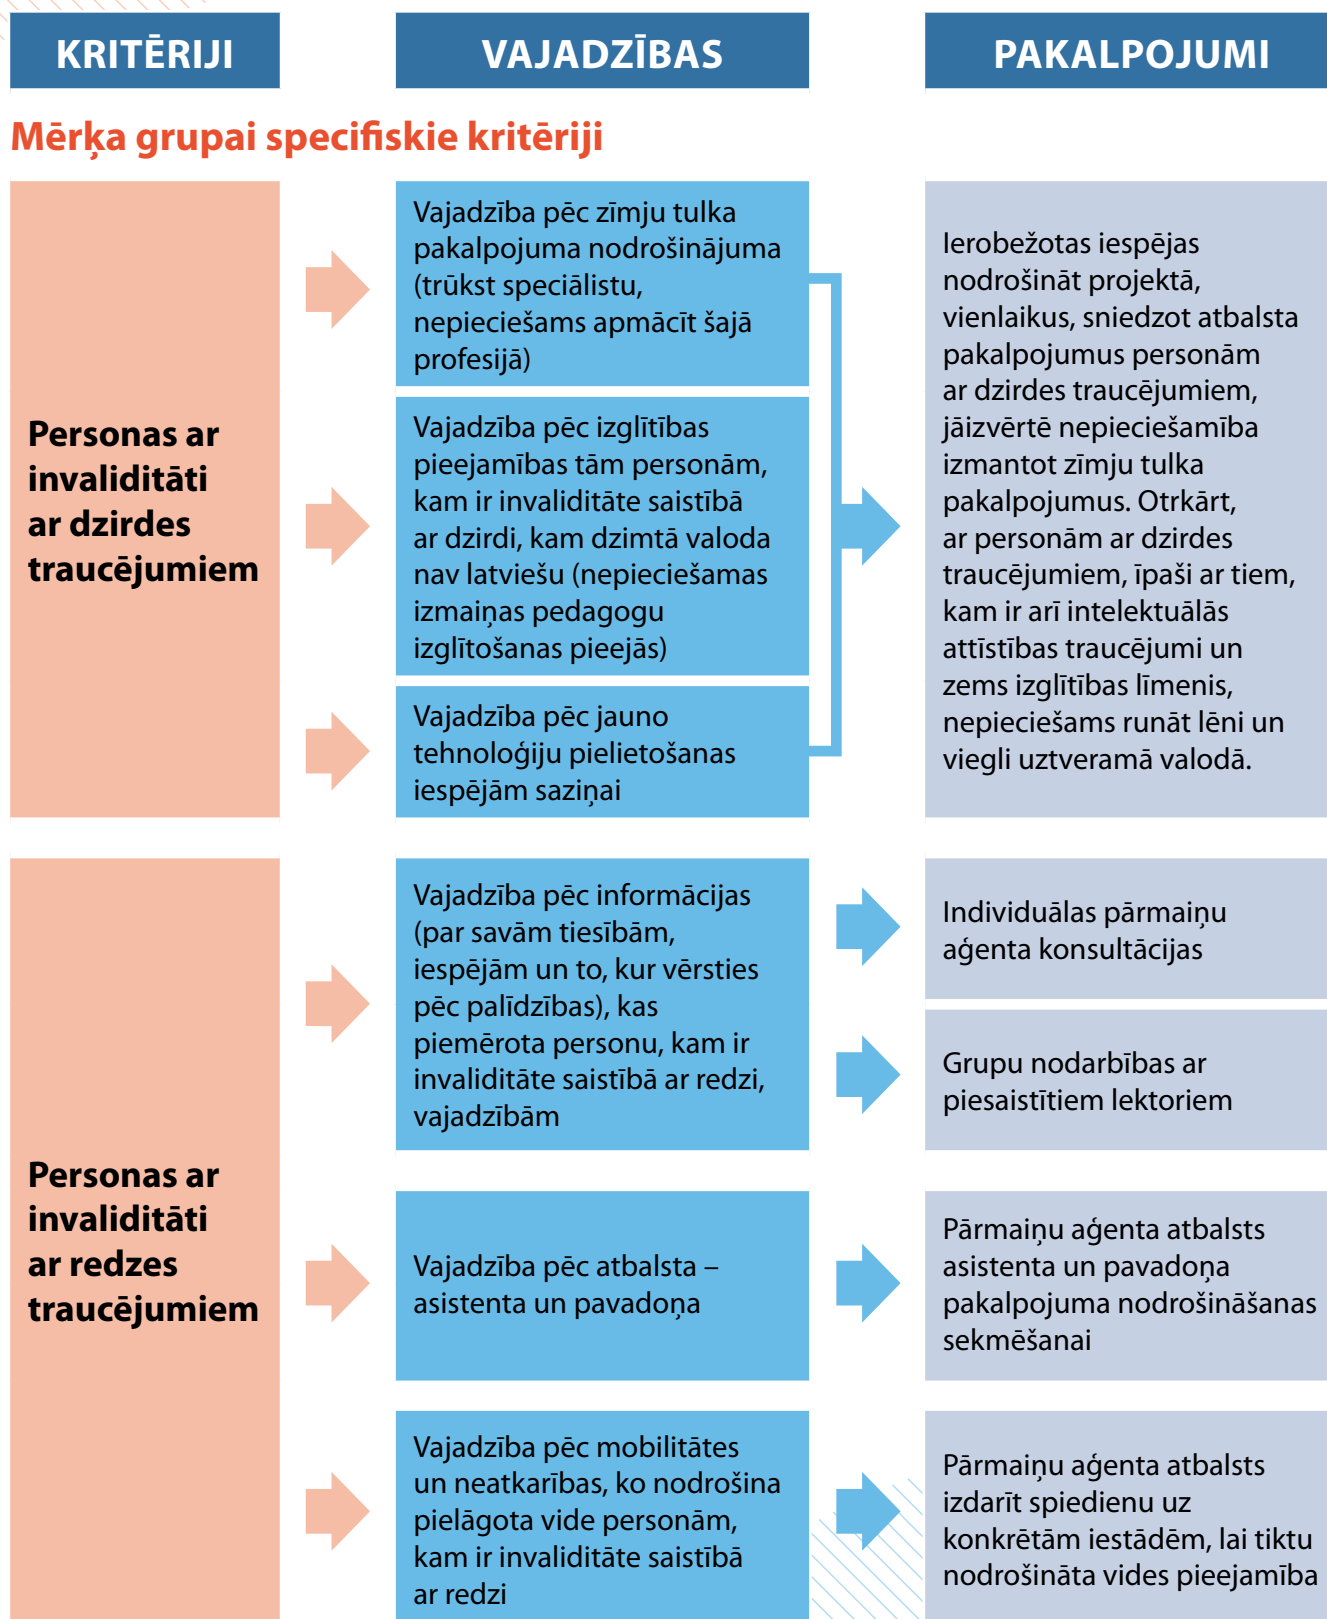 KRITĒRIJI
VAJADZĪBAS
PAKALPOJUMI
Mērķa grupai specifiskie kritēriji
Personas ar
invaliditāti
ar dzirdes
traucējumiem
Vajadzība pēc zīmju tulka
pakalpojuma nodrošinājuma
(trūkst speciālistu,
nepieciešams apmācīt šajā
profesijā)
Vajadzība pēc izglītības
pieejamības tām personām,
kam ir invaliditāte saistībā
ar dzirdi, kam dzimtā valoda
nav latviešu (nepieciešamas
izmaiņas pedagogu
izglītošanas pieejās)
Vajadzība pēc jauno
tehnoloģiju pielietošanas
iespējām saziņai
Ierobežotas iespējas
nodrošināt projektā,
vienlaikus, sniedzot atbalsta
pakalpojumus personām
ar dzirdes traucējumiem,
jāizvērtē nepieciešamība
izmantot zīmju tulka
pakalpojumus. Otrkārt,
ar personām ar dzirdes
traucējumiem, īpaši ar tiem,
kam ir arī intelektuālās
attīstības traucējumi un
zems izglītības līmenis,
nepieciešams runāt lēni un
viegli uztveramā valodā.
Personas ar
invaliditāti
ar redzes
traucējumiem
Vajadzība pēc informācijas
(par savām tiesībām,
iespējām un to, kur vērsties
pēc palīdzības), kas
piemērota personu, kam ir
invaliditāte saistībā ar redzi,
vajadzībām
Individuālas pārmaiņu
aģenta konsultācijas
Grupu nodarbības ar
piesaistītiem lektoriem
Vajadzība pēc atbalsta –
asistenta un pavadoņa
Pārmaiņu aģenta atbalsts
asistenta un pavadoņa
pakalpojuma nodrošināšanas
sekmēšanai
Vajadzība pēc mobilitātes
un neatkarības, ko nodrošina
pielāgota vide personām,
kam ir invaliditāte saistībā
ar redzi
Pārmaiņu aģenta atbalsts
izdarīt spiedienu uz
konkrētām iestādēm, lai tiktu
nodrošināta vides pieejamība